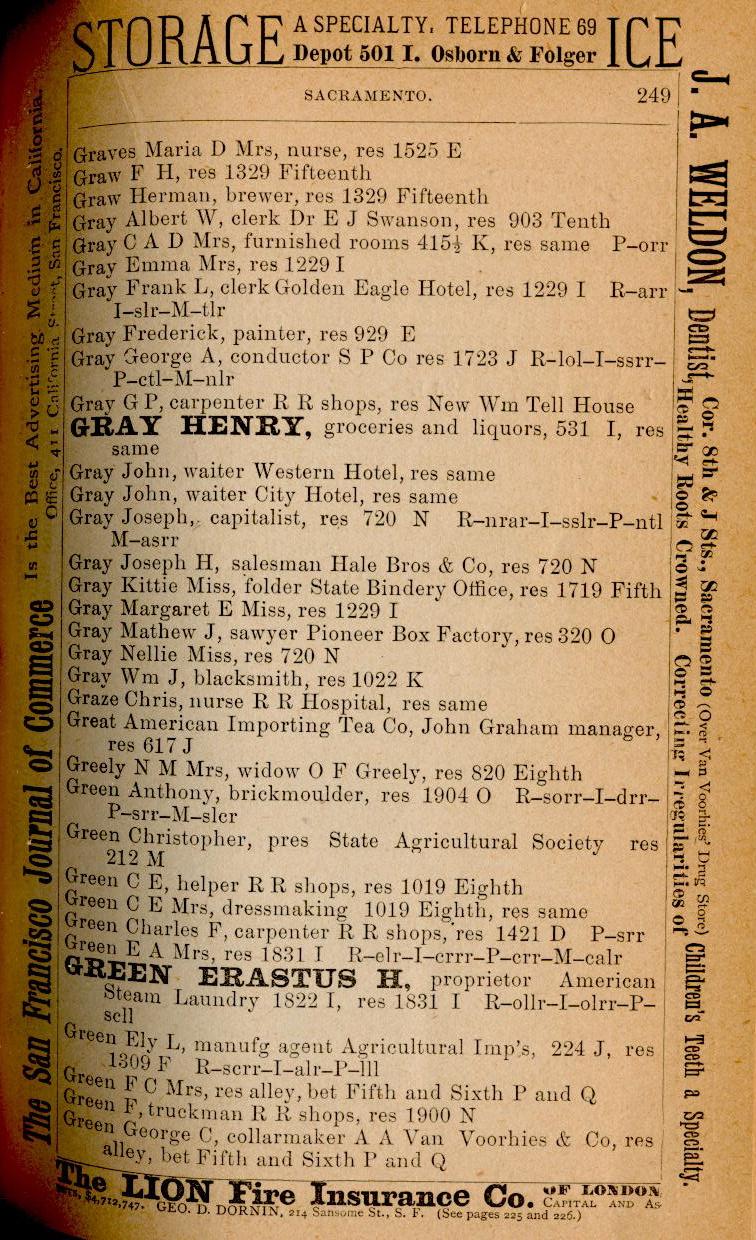 STORAGE A SPECIALTY. TELEPHONE 69 ICE
Depot 501 I. Osborn & Folger
SACRAMENTO. 249
Graves Maria D Mrs, nurse, res 1525 E
Graw F H, res 1329 Fifteenth
Graw Herman, brewer, res 1329 Fifteenth
Gray Albert W, clerk Dr E J Swanson, res 903 Tenth
Gray C A D Mrs, furnished rooms 415½ K, res same P–orr
Gray Emma Mrs, res 1229 I
Gray Frank L, clerk Golden Eagle Hotel, res 1229 I R–arr
I–slr–M–tlr
Gray Frederick, painter, res 929 E
Gray George A, conductor S P Co res 1723 J R–lol–I–ssrr–
P–ctl–M–nlr
Gray G P, carpenter R R shops, res New Wm Tell House
GRAY HENRY, groceries and liquors, 531 I, res
same
Gray John, waiter Western Hotel, res same
Gray John, waiter City Hotel, res same
Gray Joseph, capitalist, res 720 N R–nrar–I–sslr–P–ntl
M–asrr
Gray Joseph H, salesman Hale Bros & Co, res 720 N
Gray Kittie Miss, folder State Bindery Office, res 1719 Fifth
Gray Margaret E Miss, res 1229 I
Gray Mathew J, sawyer Pioneer Box Factory, res 320 O
Gray Nellie Miss, res 720 N
Gray Wm J, blacksmith, res 1022 K
Graze Chris, nurse R R Hospital, res same
Great American Importing Tea Co, John Graham manager,
res 617 J
Greely N M Mrs, widow O F Greely, res 820 Eighth
Green Anthony, brickmoulder, res 1904 O R–sorr–I–drr–
P–srr–M–slcr
Green Christopher, pres State Agricultural Society res
212 M
Green C E, helper R R shops, res 1019 Eighth
Green C E Mrs, dressmaking 1019 Eighth, res same
Green Charles F, carpenter R R shops, res 1421 D P–srr
Green E A Mrs, res 1831 I R–elr–I–crrr–P–crr–M–calr
GREEN ERASTUS H, proprietor American
Steam Laundry 1822 I, res 1831 I R–ollr–I–olrr–P–
scll
Green Ely L, manufg agent Agricultural Imp's, 224 J, res
1309 F R–scrr–I–alr–P–lll
Green F C Mrs, res alley, bet Fifth and Sixth P and Q
Green F, truckman R R shops, res 1900 N
Green George C, collarmaker A A Van Voorhies & Co, res
alley, bet Fifth and Sixth P and Q
The LION Fire Insurance Co. OF LONDON
$4,712,747. GEO. D. DORNIN, 214 Sansome St., S. F. (See pages 225 and 226.) CAPITAL AND AS-
The San Francisco Journal of Commerce Is the Best Advertising Medium in California.
Office, 411 California Street, San Francisco.
J. A. WELDON, Dentist, Cor. 8th & J Sts., Sacramento (Over Van Voorhies' Drug Store) Children's Teeth a Specialty.
Healthy Roots Crowned. Correcting Irregularities of